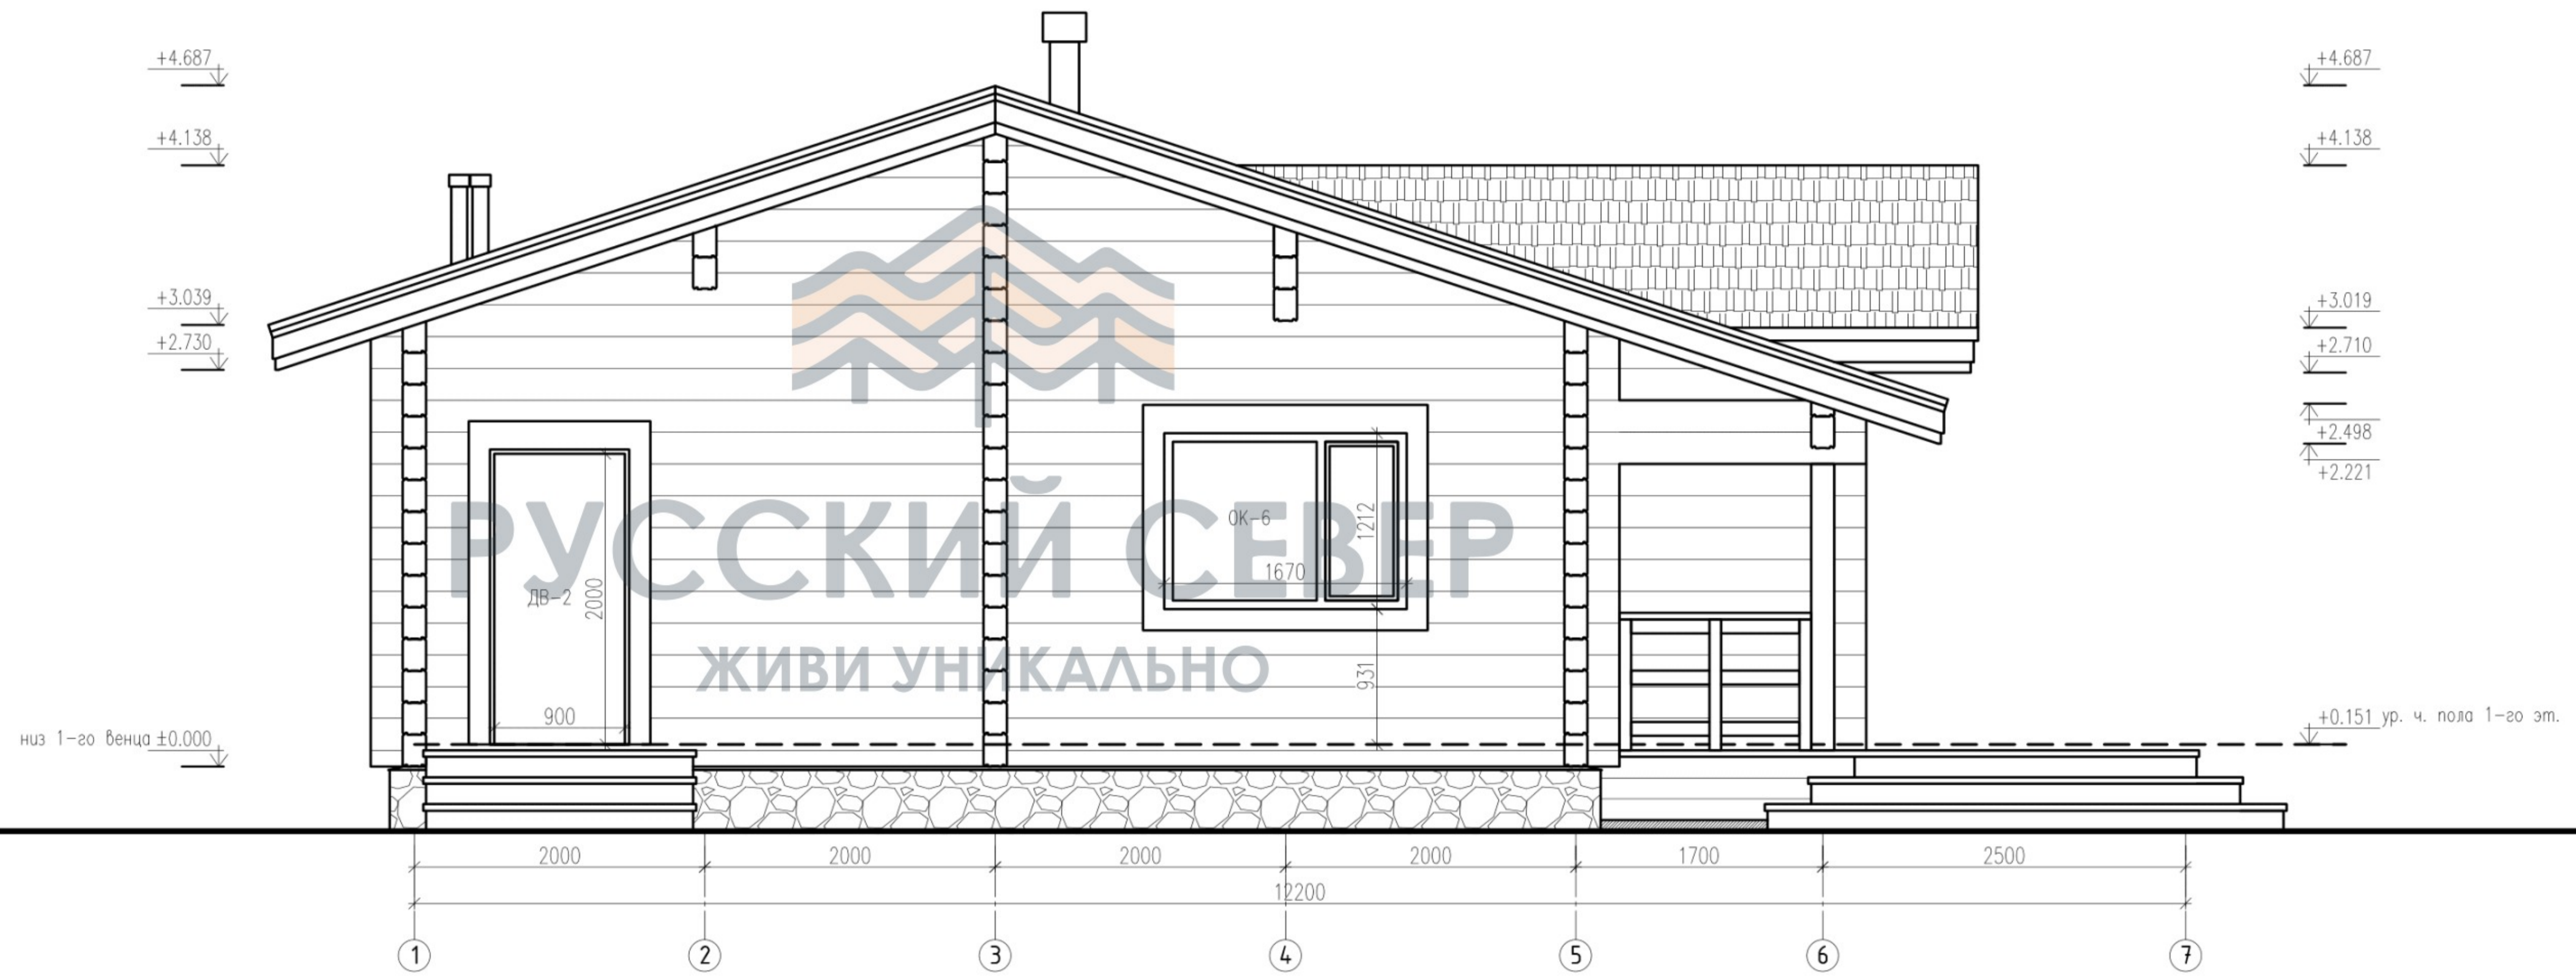 +4.687
+4.687
+4.138
+4.138
+3.039
+3.019
+2.730
+2.710
+2.498
+2.221
РУССКИЙ СЕВЕР
ОК-6
1212
1670
ДВ-2
2000
ЖИВИ УНИКАЛЬНО
931
900
низ 1-го венца ±0.000
+0.151 ур. ч. пола 1-го эт.
2000 2000 2000 2000 1700 2500
12200
1 2 3 4 5 6 7